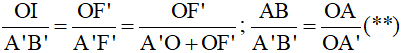 OI/A'B' = OF'/A'F' = OF'/(A'O + OF') ; AB/A'B' = OA/OA' (**)